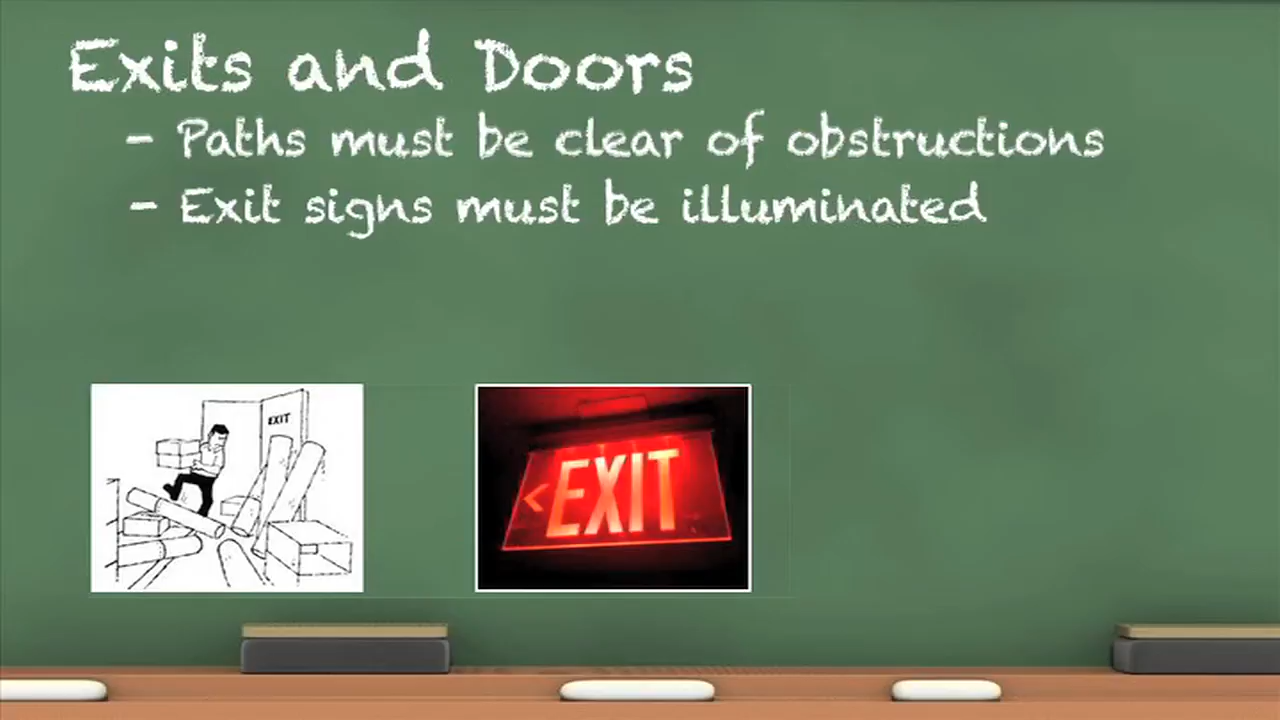 Exits and Doors
- Paths must be clear of obstructions
- Exit signs must be illuminated
EXIT
<EXIT